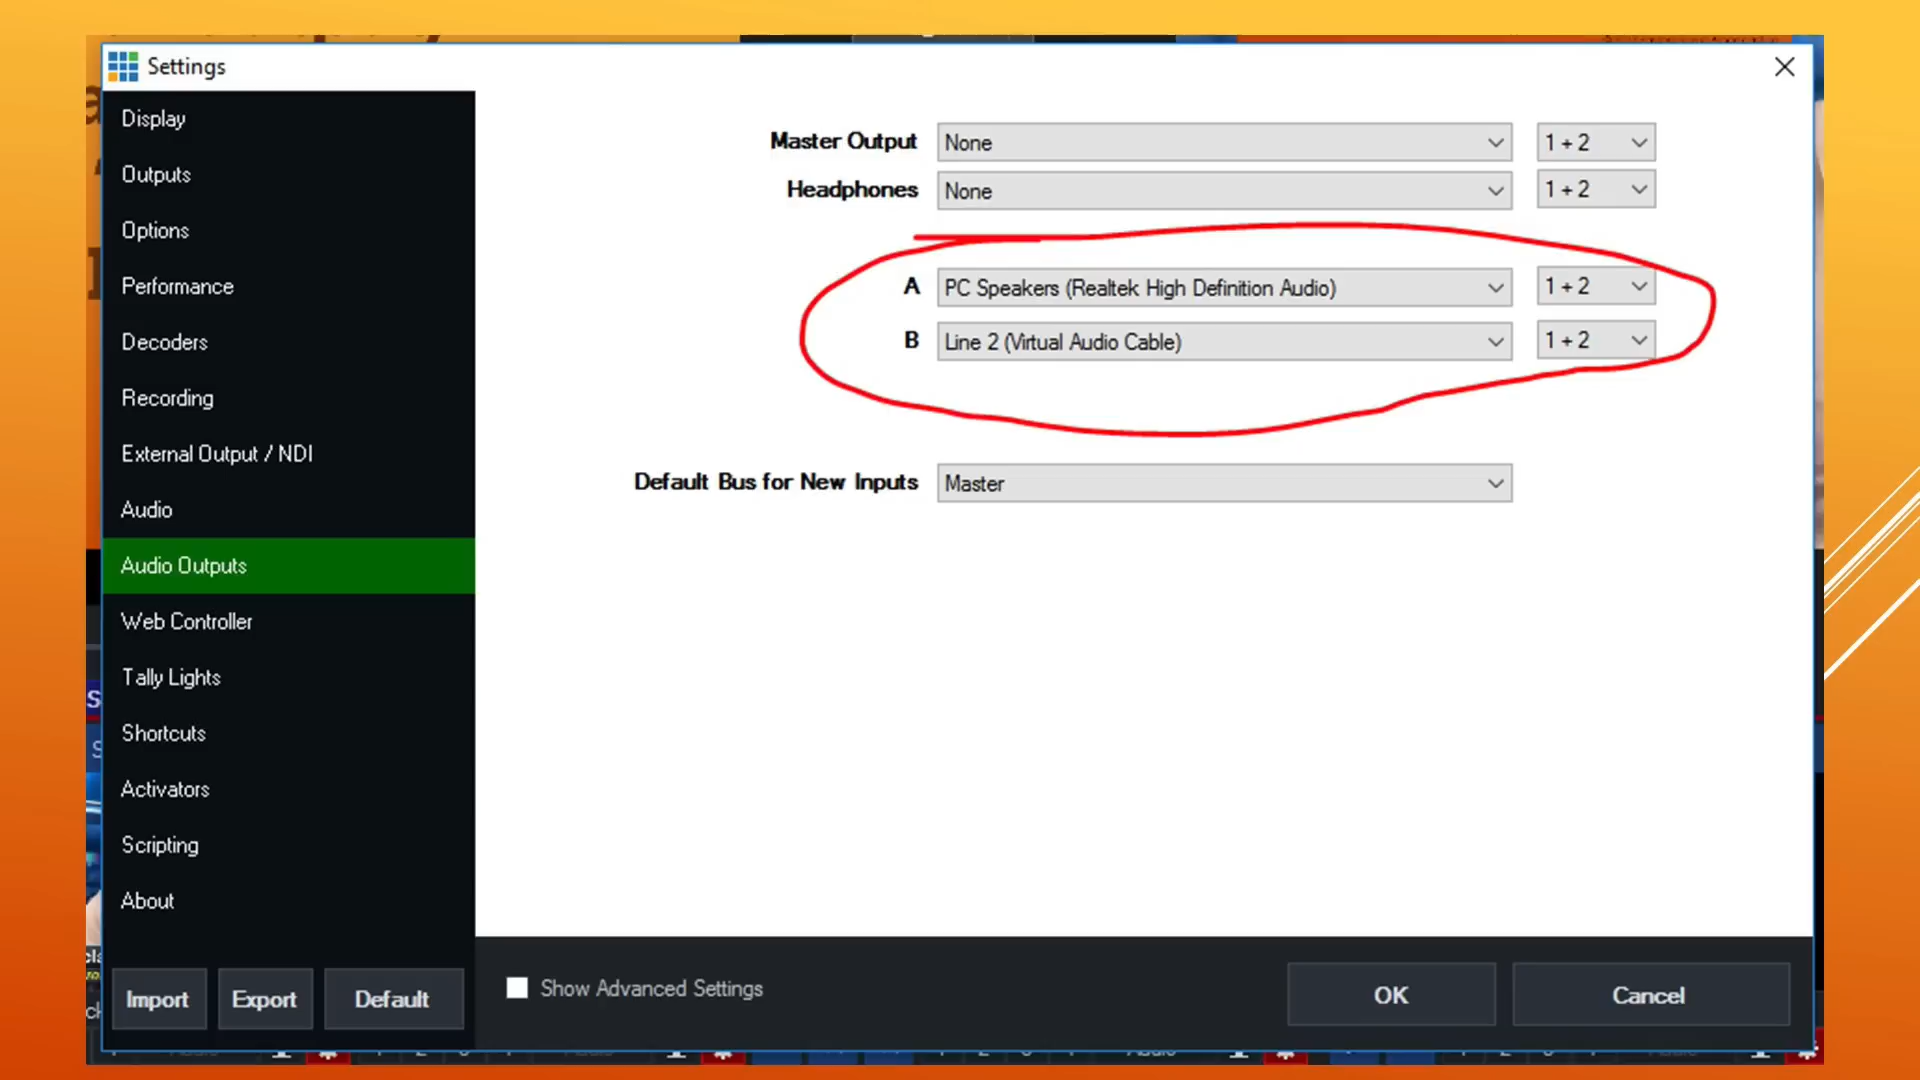 Settings
Display
Outputs
Options
Performance
Decoders
Recording
External Output / NDI
Audio
Audio Outputs
Web Controller
Tally Lights
Shortcuts
Activators
Scripting
About
Import Export Default
Master Output None 1 + 2
Headphones None 1 + 2
A PC Speakers (Realtek High Definition Audio) 1 + 2
B Line 2 (Virtual Audio Cable) 1 + 2
Default Bus for New Inputs Master
Show Advanced Settings
OK Cancel